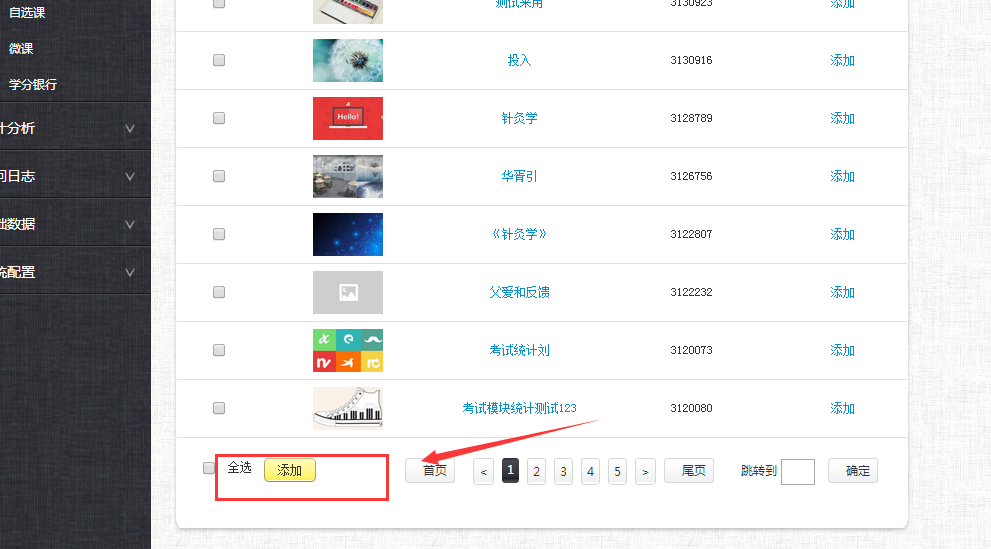 自选课
微课
学分银行
计分析
问日志
础数据
统配置
测试采用 3130923 添加
投入 3130916 添加
Hello! 针灸学 3128789 添加
华胥引 3126756 添加
《针灸学》 3122807 添加
父爱和反馈 3122232 添加
考试统计刘 3120073 添加
考试模块统计测试123 3120080 添加
全选 添加 首页 < 1 2 3 4 5 > 尾页 跳转到 确定